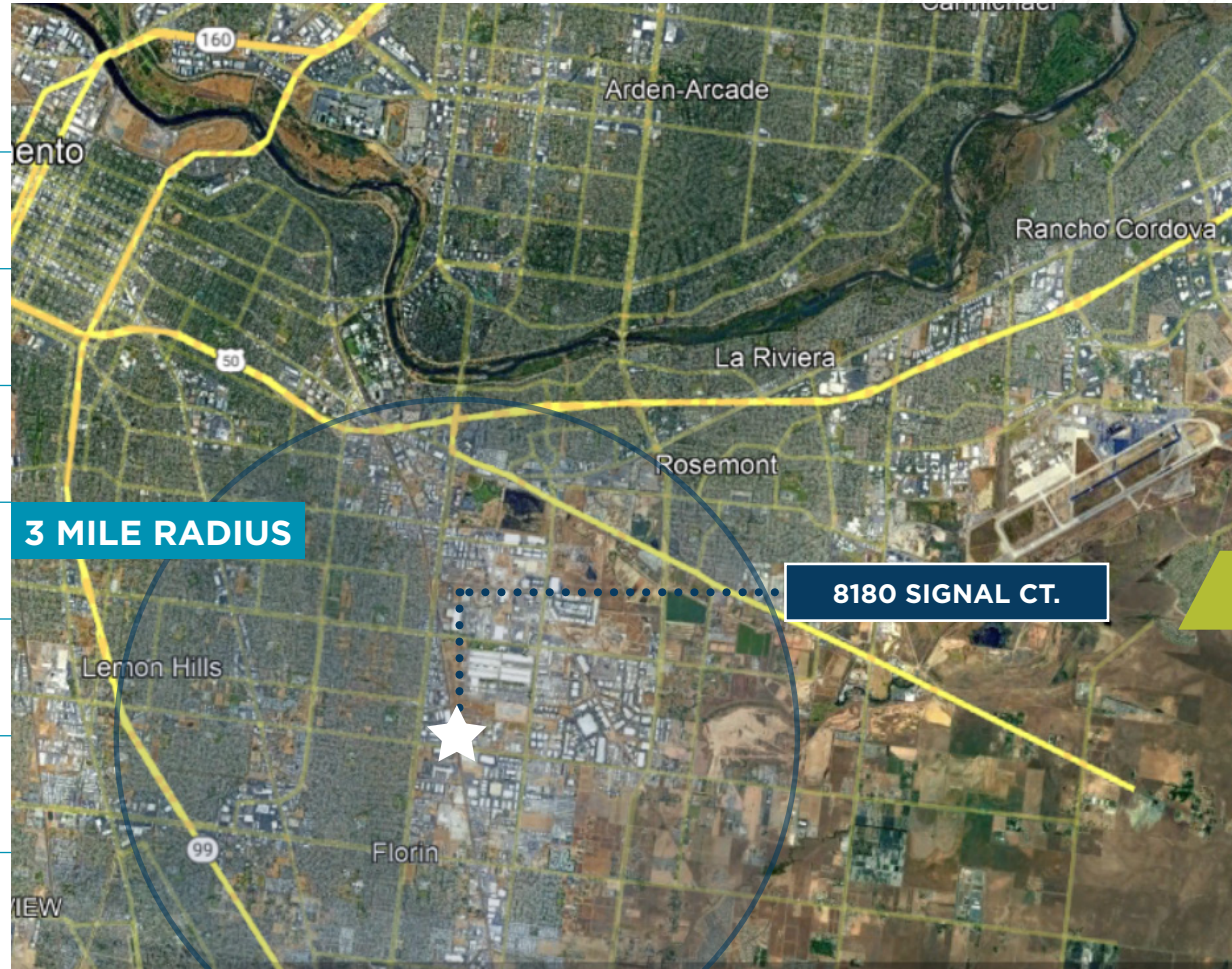 Carmichael
160
Arden-Arcade
ento
Rancho Cordova
50
La Riviera
Rosemont
3 MILE RADIUS
8180 SIGNAL CT.
Lemon Hills
99
Florin
IEW